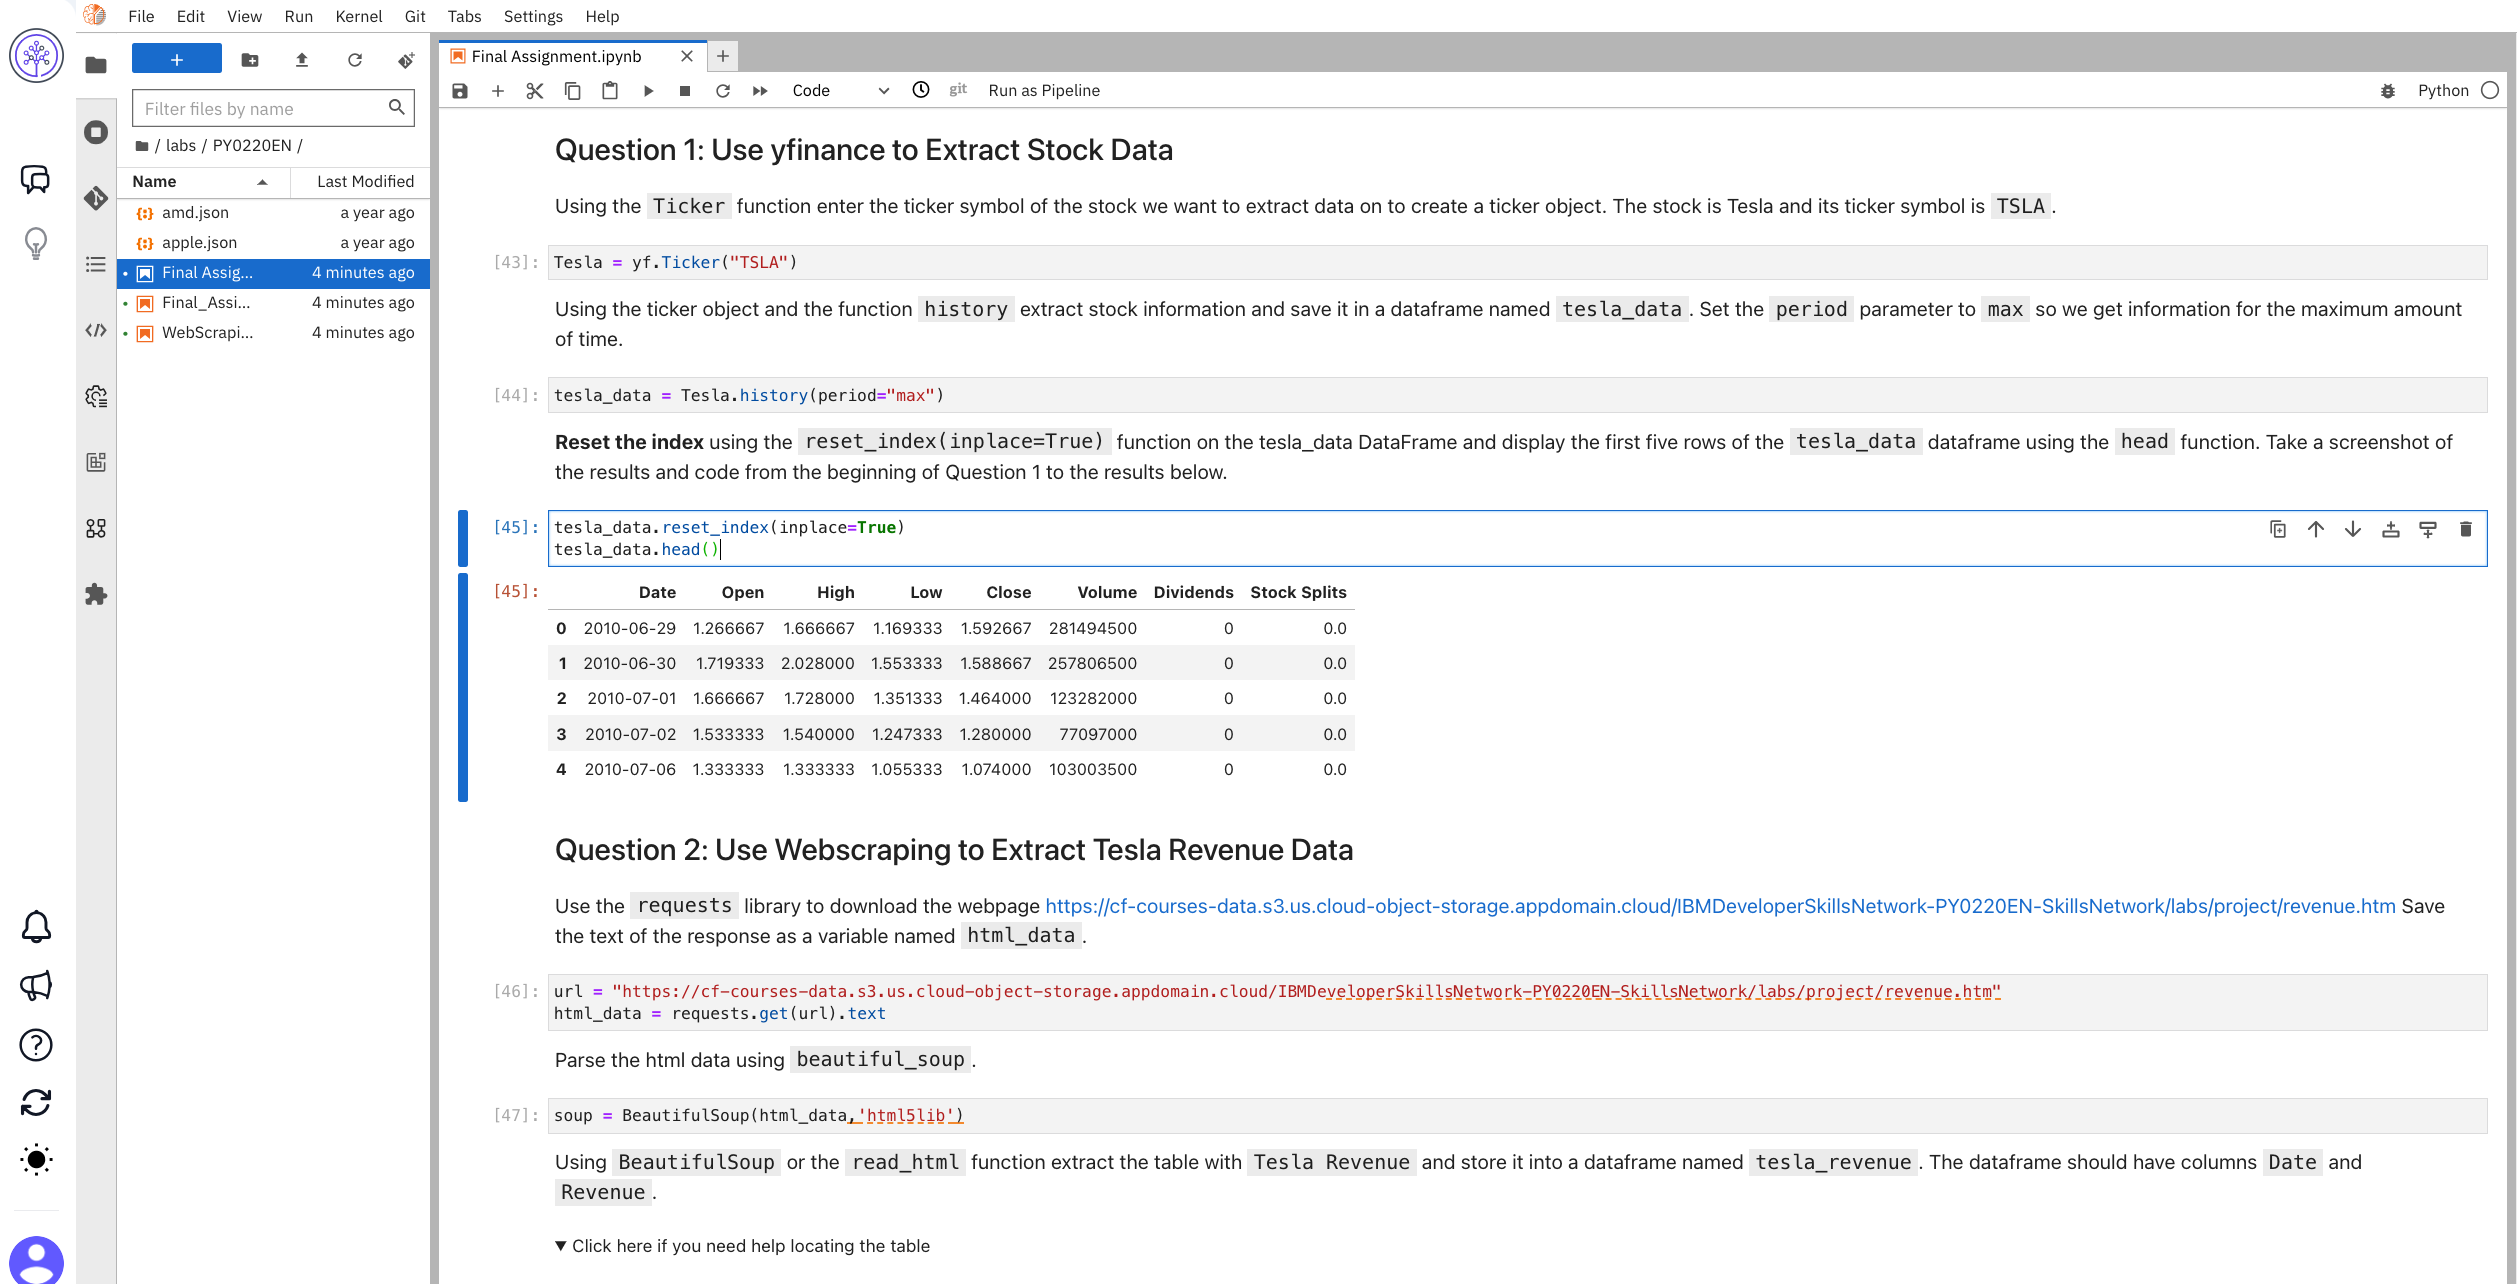 File Edit View Run Kernel Git Tabs Settings Help
Filter files by name
/ labs / PY0220EN /
Name Last Modified
amd.json a year ago
apple.json a year ago
Final Assig... 4 minutes ago
Final_Assi... 4 minutes ago
WebScrapi... 4 minutes ago
Final Assignment.ipynb
Code git Run as Pipeline Python
Question 1: Use yfinance to Extract Stock Data
Using the Ticker function enter the ticker symbol of the stock we want to extract data on to create a ticker object. The stock is Tesla and its ticker symbol is TSLA .
[43]: Tesla = yf.Ticker("TSLA")
Using the ticker object and the function history extract stock information and save it in a dataframe named tesla_data . Set the period parameter to max so we get information for the maximum amount
of time.
[44]: tesla_data = Tesla.history(period="max")
Reset the index using the reset_index(inplace=True) function on the tesla_data DataFrame and display the first five rows of the tesla_data dataframe using the head function. Take a screenshot of
the results and code from the beginning of Question 1 to the results below.
[45]: tesla_data.reset_index(inplace=True)
tesla_data.head()
[45]: Date Open High Low Close Volume Dividends Stock Splits
0 2010-06-29 1.266667 1.666667 1.169333 1.592667 281494500 0 0.0
1 2010-06-30 1.719333 2.028000 1.553333 1.588667 257806500 0 0.0
2 2010-07-01 1.666667 1.728000 1.351333 1.464000 123282000 0 0.0
3 2010-07-02 1.533333 1.540000 1.247333 1.280000 77097000 0 0.0
4 2010-07-06 1.333333 1.333333 1.055333 1.074000 103003500 0 0.0
Question 2: Use Webscraping to Extract Tesla Revenue Data
Use the requests library to download the webpage https://cf-courses-data.s3.us.cloud-object-storage.appdomain.cloud/IBMDeveloperSkillsNetwork-PY0220EN-SkillsNetwork/labs/project/revenue.htm Save
the text of the response as a variable named html_data .
[46]: url = "https://cf-courses-data.s3.us.cloud-object-storage.appdomain.cloud/IBMDeveloperSkillsNetwork-PY0220EN-SkillsNetwork/labs/project/revenue.htm"
html_data = requests.get(url).text
Parse the html data using beautiful_soup .
[47]: soup = BeautifulSoup(html_data,'html5lib')
Using BeautifulSoup or the read_html function extract the table with Tesla Revenue and store it into a dataframe named tesla_revenue . The dataframe should have columns Date and
Revenue .
▼ Click here if you need help locating the table